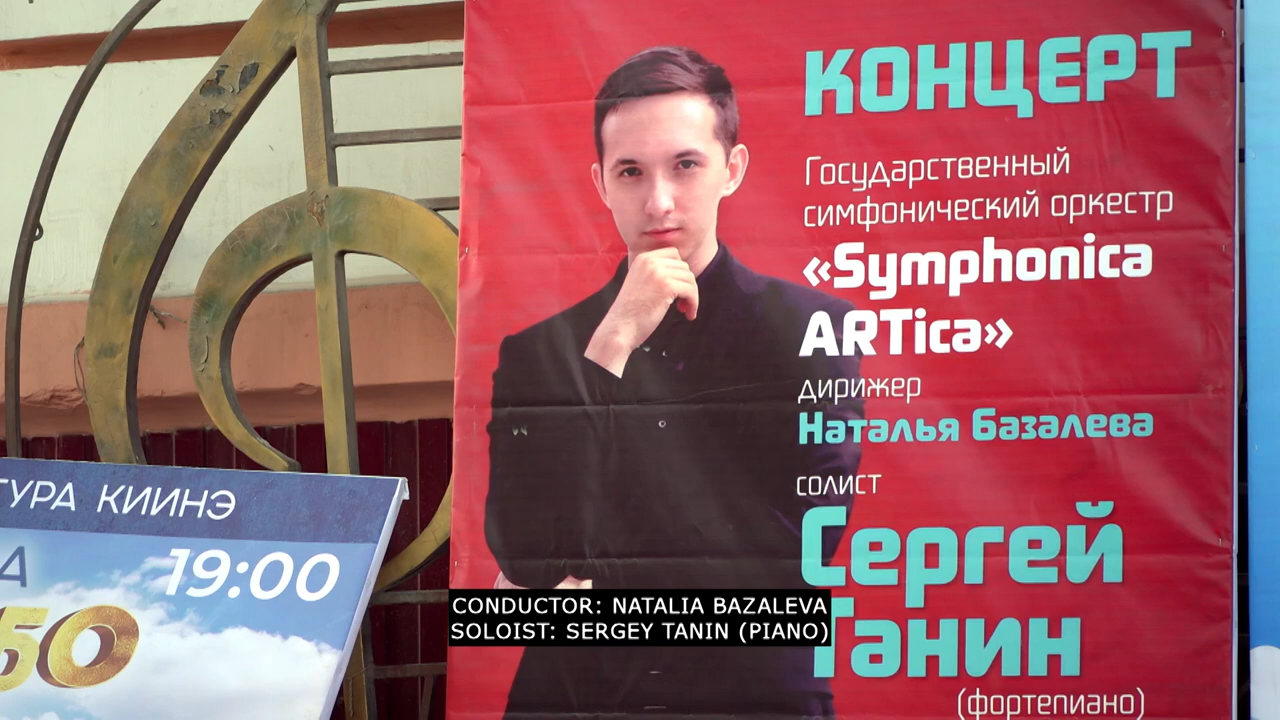 КОНЦЕРТ
Государственный
симфонический оркестр
«Symphonica
ARTica»
дирижер
Наталья Базалева
солист
Сергей
Танин
(фортепиано)
КИИНЭ
19:00
CONDUCTOR: NATALIA BAZALEVA
SOLOIST: SERGEY TANIN (PIANO)